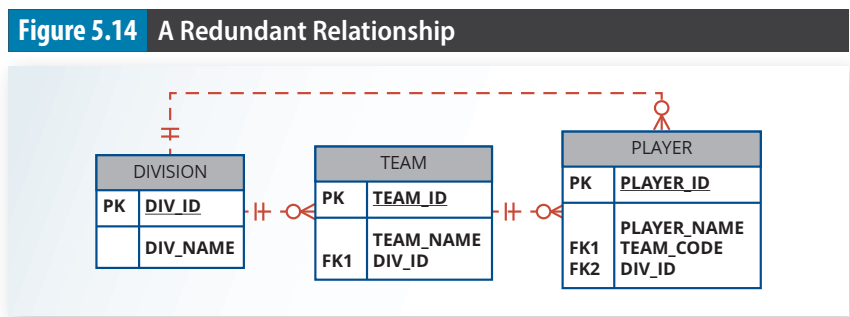 Figure 5.14 A Redundant Relationship
DIVISION
PK DIV_ID
DIV_NAME
TEAM
PK TEAM_ID
TEAM_NAME
FK1 DIV_ID
PLAYER
PK PLAYER_ID
PLAYER_NAME
FK1 TEAM_CODE
FK2 DIV_ID